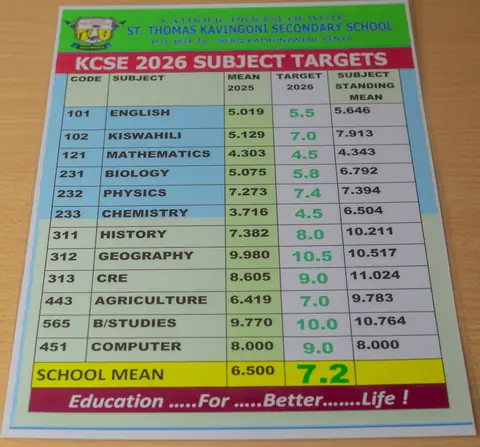 CATHOLIC DIOCESE OF WOTE
ST. THOMAS KAVINGONI SECONDARY SCHOOL
KCSE 2026 SUBJECT TARGETS
CODE SUBJECT MEAN 2025 TARGET 2026 SUBJECT STANDING MEAN
101 ENGLISH 5.019 5.5 5.646
102 KISWAHILI 5.129 7.0 7.913
121 MATHEMATICS 4.303 4.5 4.343
231 BIOLOGY 5.075 5.8 6.792
232 PHYSICS 7.273 7.4 7.394
233 CHEMISTRY 3.716 4.5 6.504
311 HISTORY 7.382 8.0 10.211
312 GEOGRAPHY 9.980 10.5 10.517
313 CRE 8.605 9.0 11.024
443 AGRICULTURE 6.419 7.0 9.783
565 B/STUDIES 9.770 10.0 10.764
451 COMPUTER 8.000 9.0 8.000
SCHOOL MEAN 6.500 7.2
Education .....For .....Better.......Life !